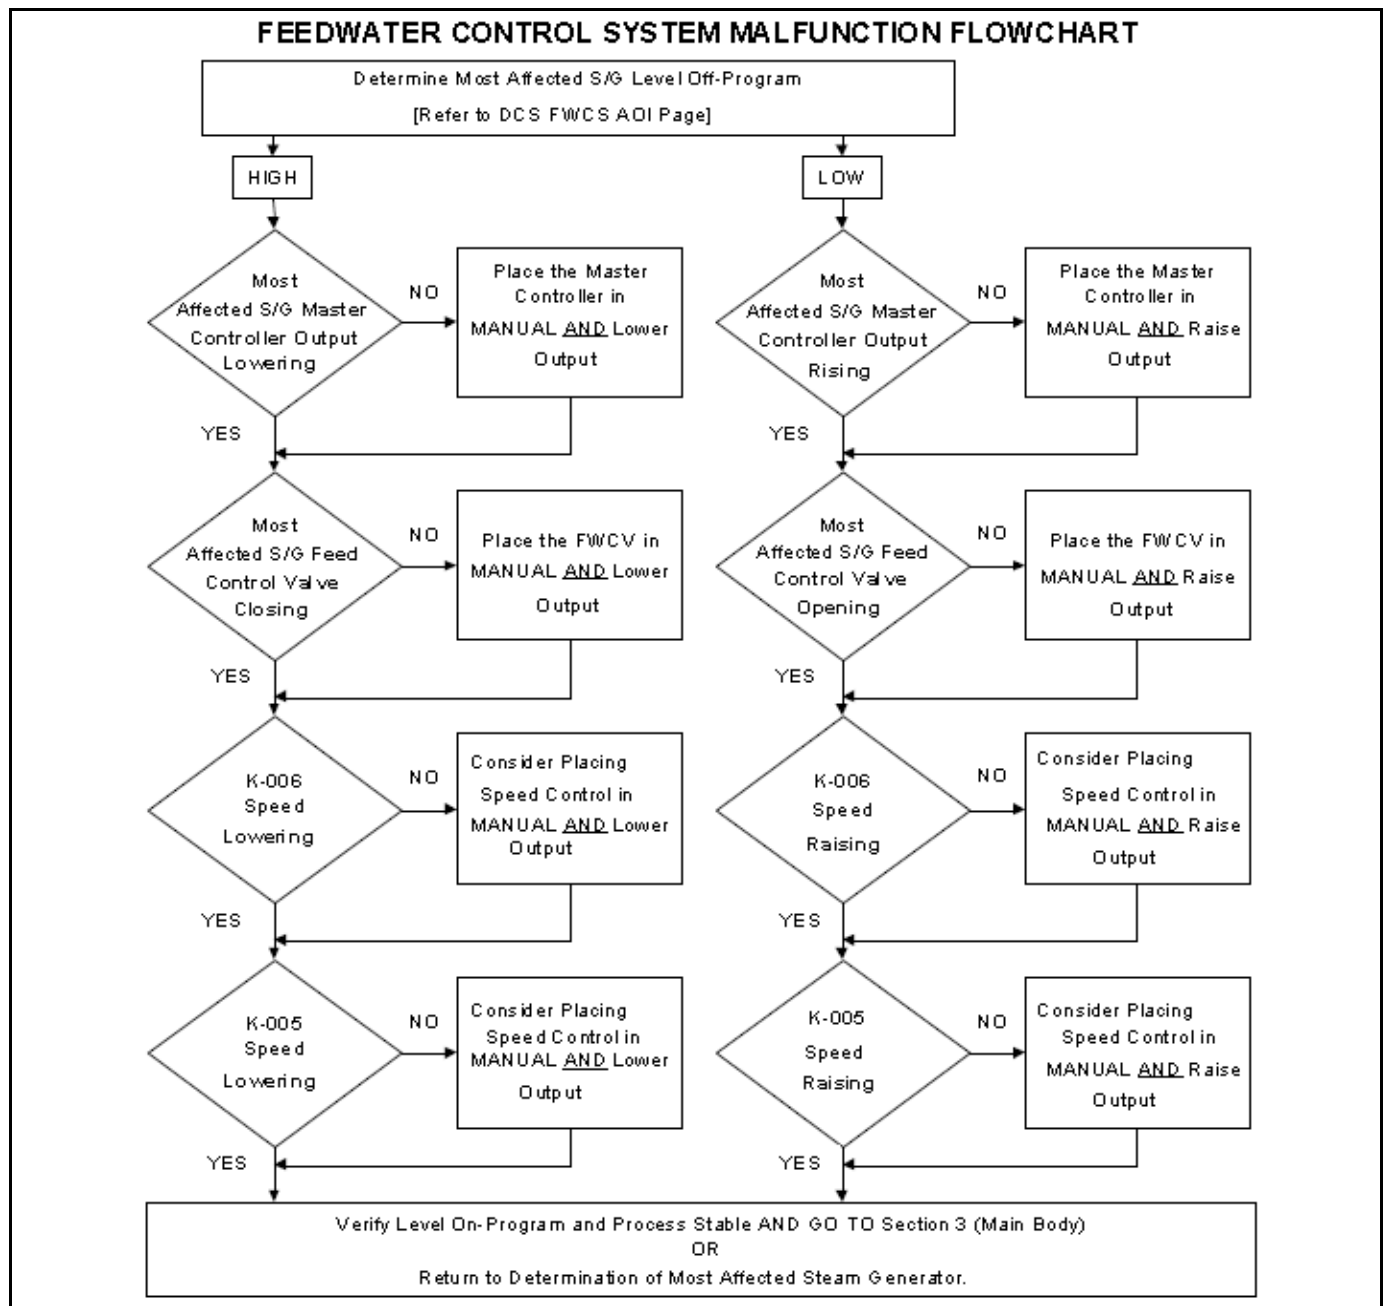 FEEDWATER CONTROL SYSTEM MALFUNCTION FLOWCHART
Determine Most Affected S/G Level Off-Program
[Refer to DCS FWCS AOI Page]
HIGH
Most
Affected S/G Master
Controller Output
Lowering
NO
Place the Master
Controller in
MANUAL AND Lower
Output
YES
Most
Affected S/G Feed
Control Valve
Closing
NO
Place the FWCV in
MANUAL AND Lower
Output
YES
K-006
Speed
Lowering
NO
Consider Placing
Speed Control in
MANUAL AND Lower
Output
YES
K-005
Speed
Lowering
NO
Consider Placing
Speed Control in
MANUAL AND Lower
Output
YES
LOW
Most
Affected S/G Master
Controller Output
Rising
NO
Place the Master
Controller in
MANUAL AND Raise
Output
YES
Most
Affected S/G Feed
Control Valve
Opening
NO
Place the FWCV in
MANUAL AND Raise
Output
YES
K-006
Speed
Raising
NO
Consider Placing
Speed Control in
MANUAL AND Raise
Output
YES
K-005
Speed
Raising
NO
Consider Placing
Speed Control in
MANUAL AND Raise
Output
YES
Verify Level On-Program and Process Stable AND GO TO Section 3 (Main Body)
OR
Return to Determination of Most Affected Steam Generator.